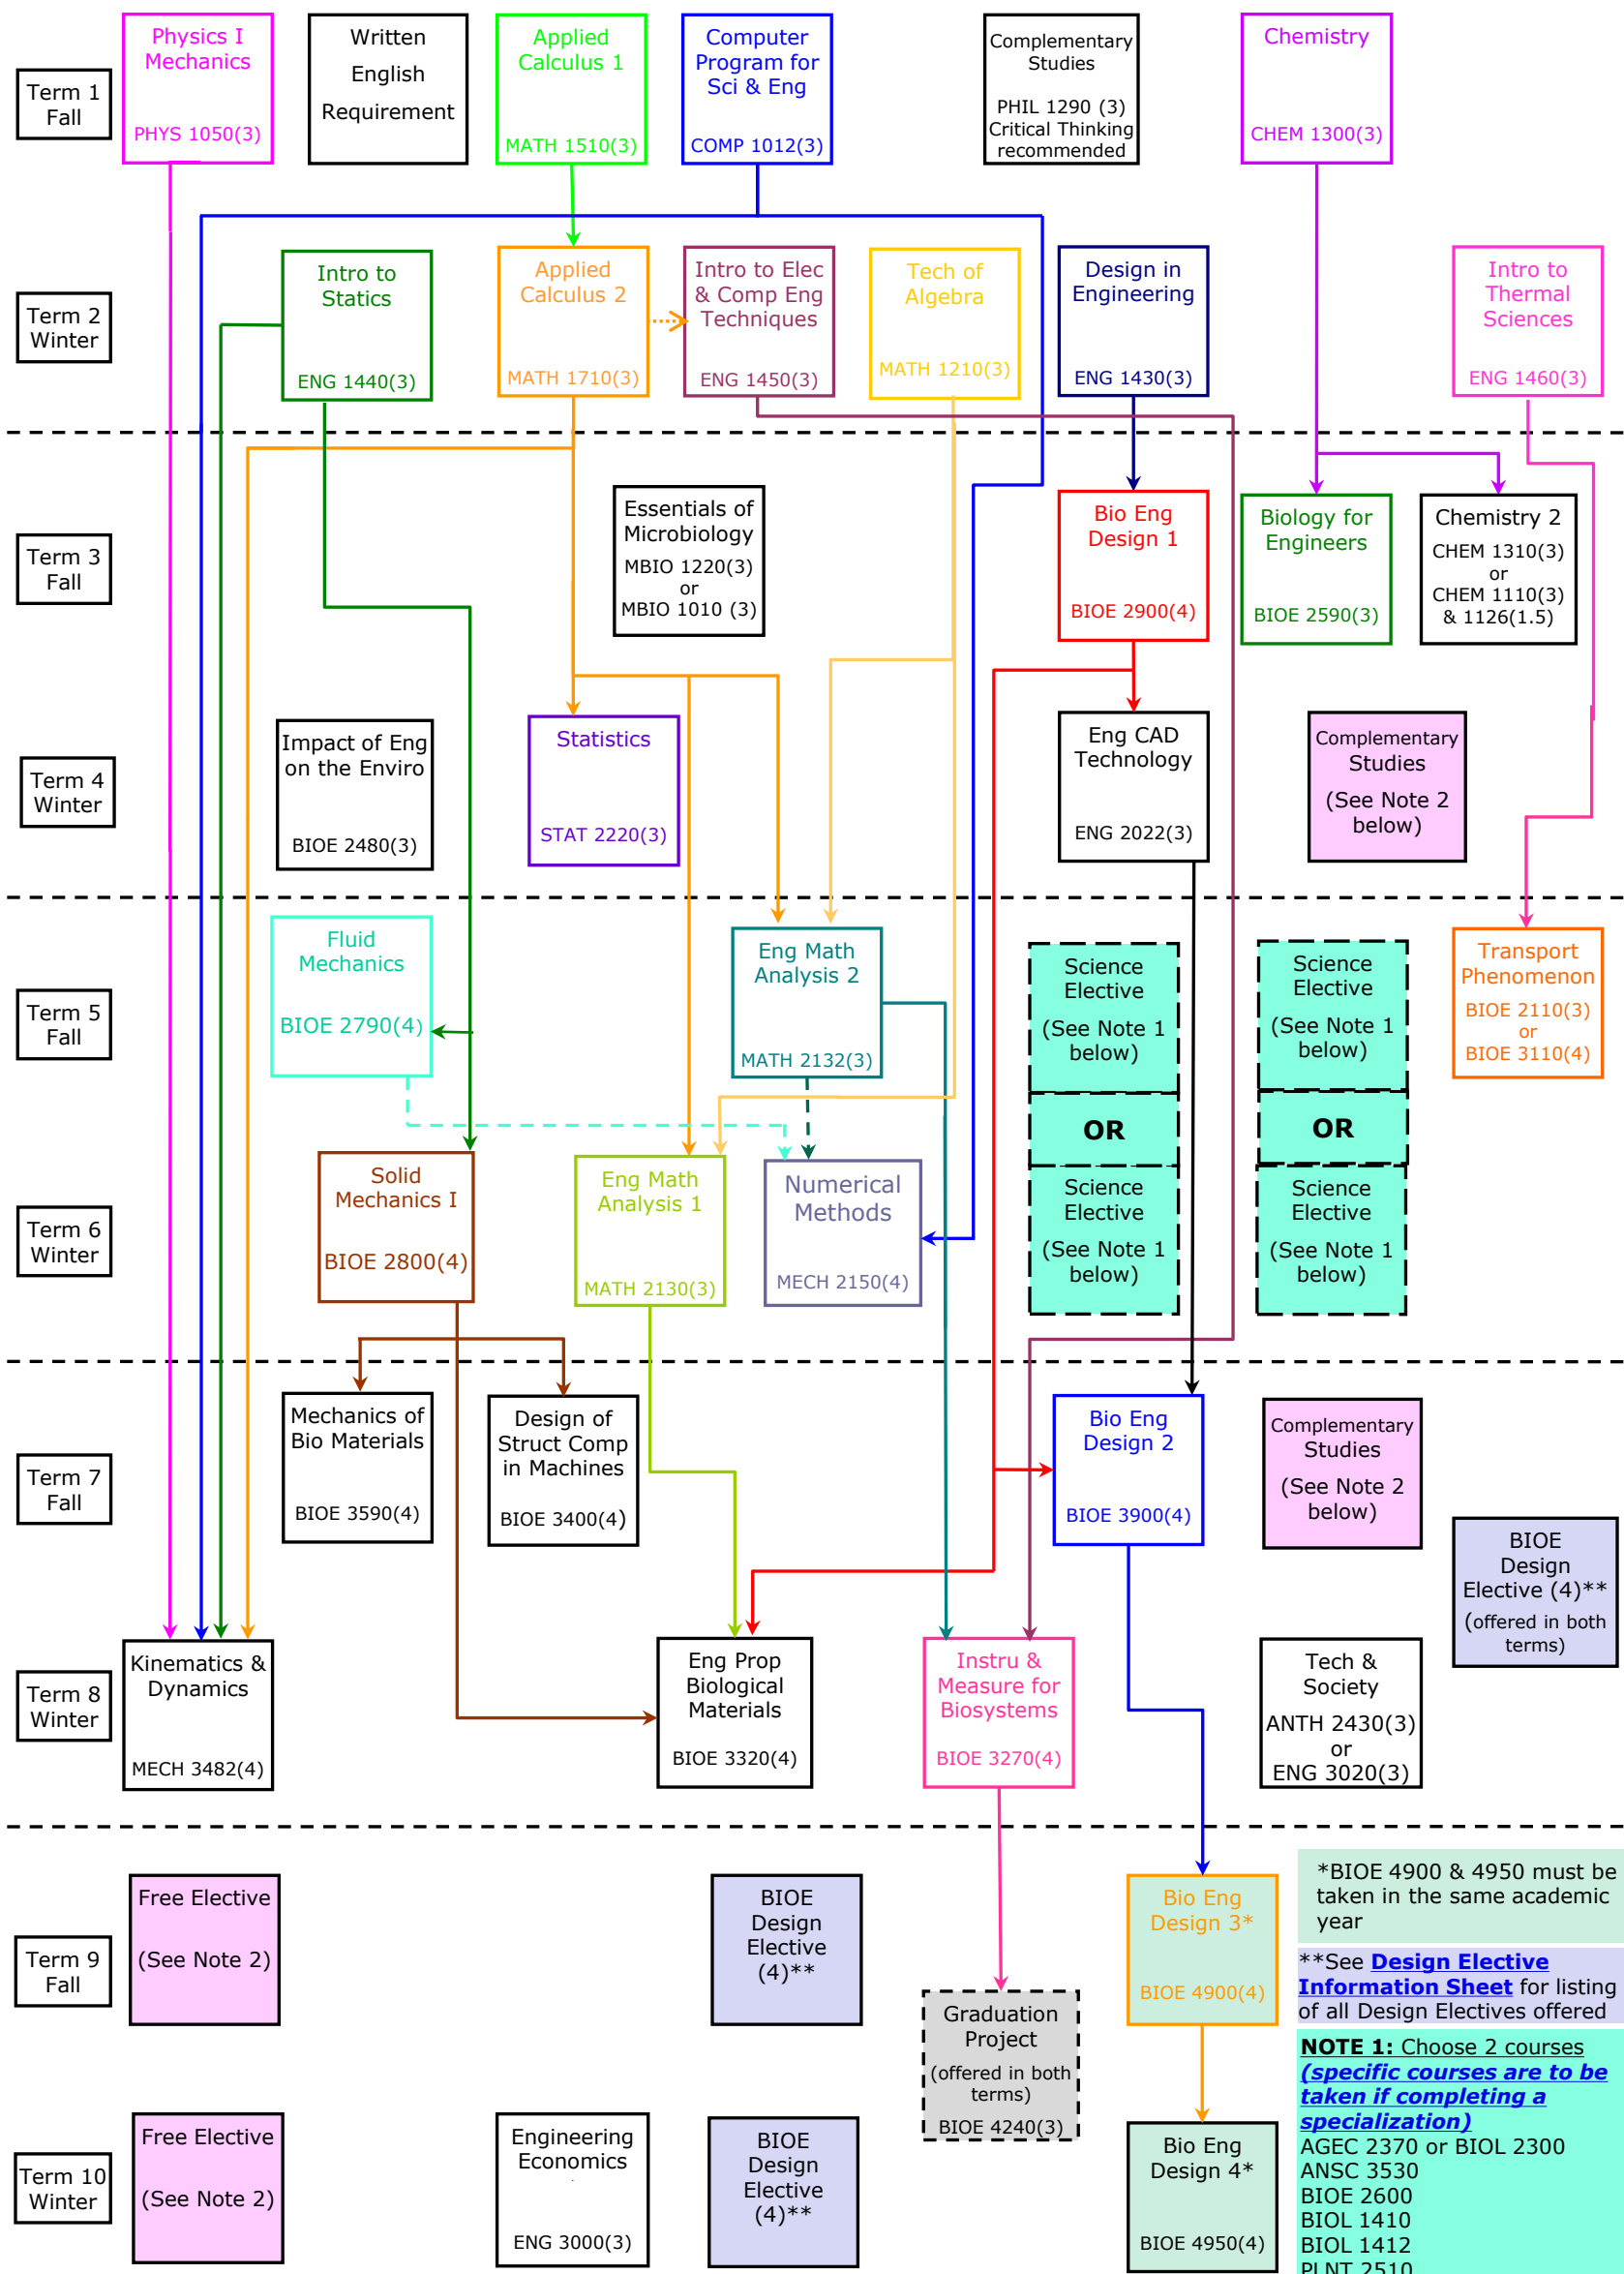 Term 1
Fall
Physics I
Mechanics
PHYS 1050(3)
Written
English
Requirement
Applied
Calculus 1
MATH 1510(3)
Computer
Program for
Sci & Eng
COMP 1012(3)
Complementary
Studies
PHIL 1290 (3)
Critical Thinking
recommended
Chemistry
CHEM 1300(3)
Term 2
Winter
Intro to
Statics
ENG 1440(3)
Applied
Calculus 2
MATH 1710(3)
Intro to Elec
& Comp Eng
Techniques
ENG 1450(3)
Tech of
Algebra
MATH 1210(3)
Design in
Engineering
ENG 1430(3)
Intro to
Thermal
Sciences
ENG 1460(3)
Term 3
Fall
Essentials of
Microbiology
MBIO 1220(3)
or
MBIO 1010 (3)
Bio Eng
Design 1
BIOE 2900(4)
Biology for
Engineers
BIOE 2590(3)
Chemistry 2
CHEM 1310(3)
or
CHEM 1110(3)
& 1126(1.5)
Term 4
Winter
Impact of Eng
on the Enviro
BIOE 2480(3)
Statistics
STAT 2220(3)
Eng CAD
Technology
ENG 2022(3)
Complementary
Studies
(See Note 2
below)
Term 5
Fall
Fluid
Mechanics
BIOE 2790(4)
Eng Math
Analysis 2
MATH 2132(3)
Science
Elective
(See Note 1
below)
Science
Elective
(See Note 1
below)
Transport
Phenomenon
BIOE 2110(3)
or
BIOE 3110(4)
OR
OR
Term 6
Winter
Solid
Mechanics I
BIOE 2800(4)
Eng Math
Analysis 1
MATH 2130(3)
Numerical
Methods
MECH 2150(4)
Science
Elective
(See Note 1
below)
Science
Elective
(See Note 1
below)
Term 7
Fall
Mechanics of
Bio Materials
BIOE 3590(4)
Design of
Struct Comp
in Machines
BIOE 3400(4)
Bio Eng
Design 2
BIOE 3900(4)
Complementary
Studies
(See Note 2
below)
BIOE
Design
Elective (4)**
(offered in both
terms)
Term 8
Winter
Kinematics &
Dynamics
MECH 3482(4)
Eng Prop
Biological
Materials
BIOE 3320(4)
Instru &
Measure for
Biosystems
BIOE 3270(4)
Tech &
Society
ANTH 2430(3)
or
ENG 3020(3)
Term 9
Fall
Free Elective
(See Note 2)
BIOE
Design
Elective
(4)**
Graduation
Project
(offered in both
terms)
BIOE 4240(3)
Bio Eng
Design 3*
BIOE 4900(4)
*BIOE 4900 & 4950 must be
taken in the same academic
year
**See Design Elective
Information Sheet for listing
of all Design Electives offered
Term 10
Winter
Free Elective
(See Note 2)
Engineering
Economics
ENG 3000(3)
BIOE
Design
Elective
(4)**
Bio Eng
Design 4*
BIOE 4950(4)
NOTE 1: Choose 2 courses
(specific courses are to be
taken if completing a
specialization)
AGEC 2370 or BIOL 2300
ANSC 3530
BIOE 2600
BIOL 1410
BIOL 1412
PLNT 2510